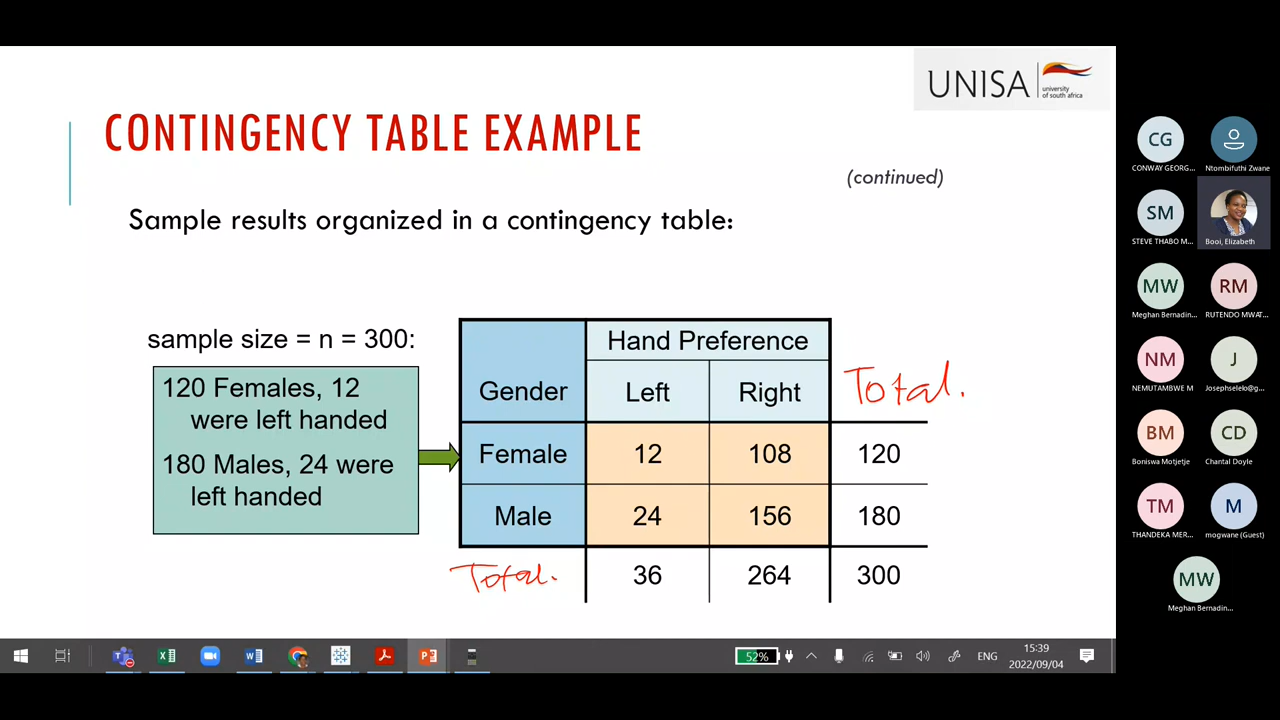 UNISA
university
of south africa
CONTINGENCY TABLE EXAMPLE
(continued)
Sample results organized in a contingency table:
sample size = n = 300:
120 Females, 12
were left handed
180 Males, 24 were
left handed
Hand Preference
Gender Left Right Total.
Female 12 108 120
Male 24 156 180
Total. 36 264 300
CG
CONWAY GEORG...
Ntombifuthi Zwane
SM
STEVE THABO M...
Booi, Elizabeth
MW
Meghan Bernadin...
RM
RUTENDO MWAT...
NM
NEMUTAMBWE M
J
Josephselelo@g...
BM
Boniswa Motjetje
CD
Chantal Doyle
TM
THANDEKA MER...
M
mogwane (Guest)
MW
Meghan Bernadin...
52%
ENG
15:39
2022/09/04